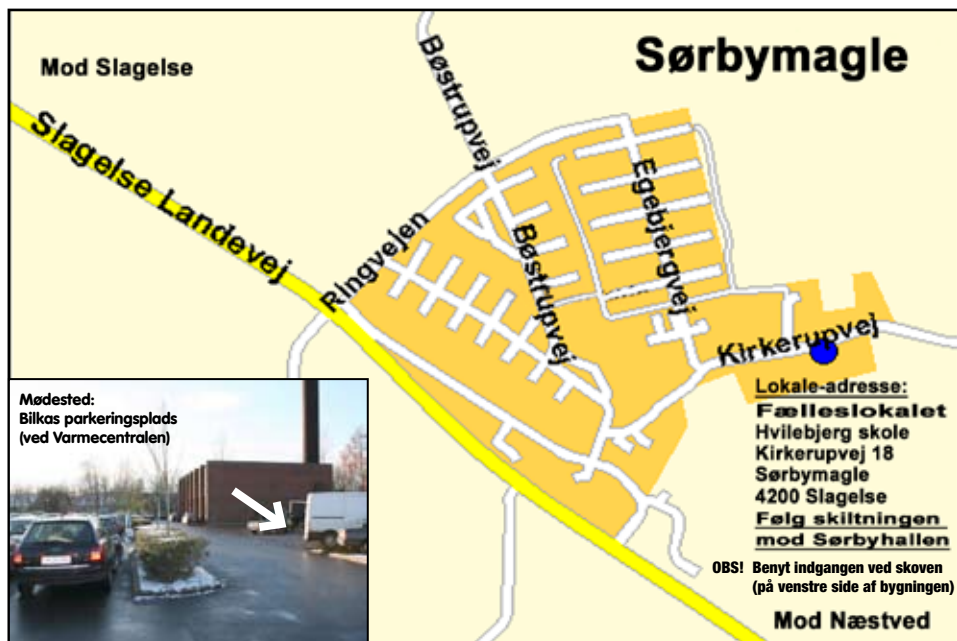 Sørbymagle
Mod Slagelse
Bøstrupvej
Slagelse Landevej
Ringvejen
Bøstrupvej
Egebjergvej
Kirkerupvej
Mødested:
Bilkas parkeringsplads
(ved Varmecentralen)
Lokale-adresse:
Fælleslokalet
Hvilebjerg skole
Kirkerupvej 18
Sørbymagle
4200 Slagelse
Følg skiltningen
mod Sørbyhallen
OBS! Benyt indgangen ved skoven
(på venstre side af bygningen)
Mod Næstved